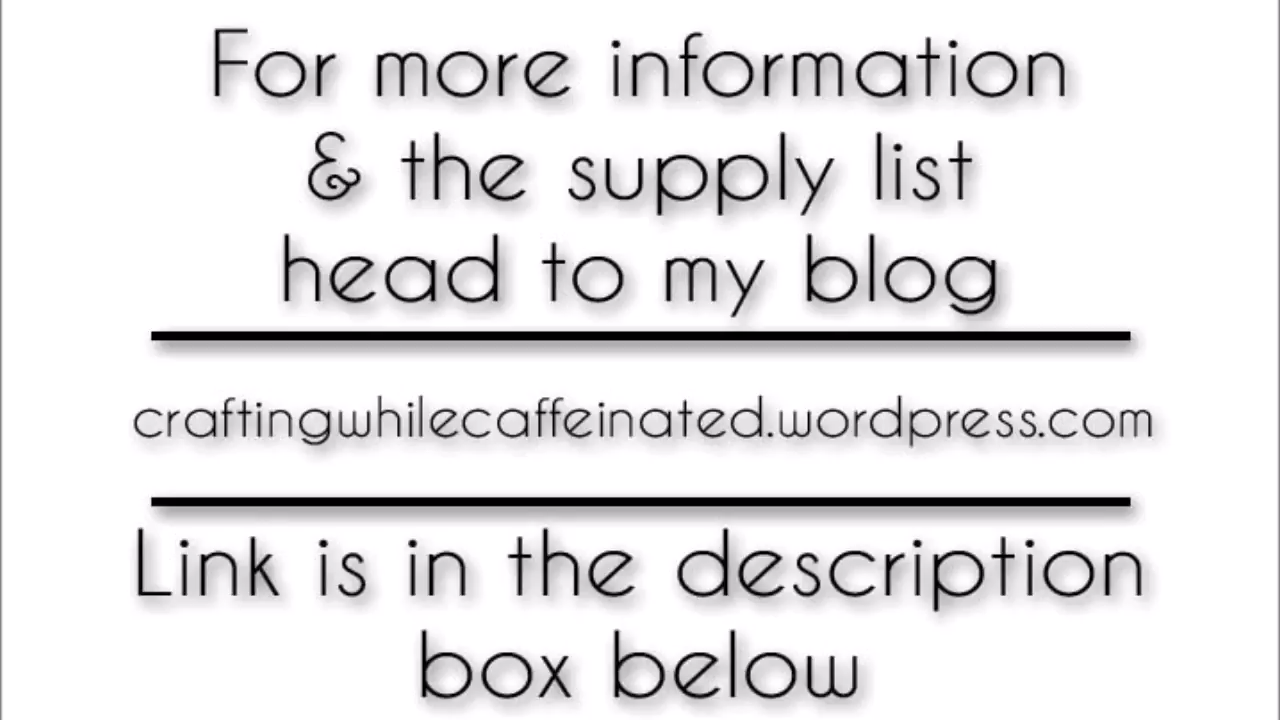 For more information
& the supply list
head to my blog
craftingwhilecaffeinated.wordpress.com
Link is in the description
box below